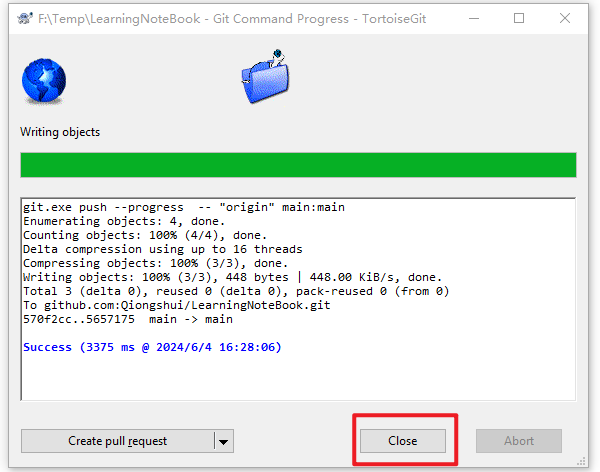 F:\Temp\LearningNoteBook - Git Command Progress - TortoiseGit
Writing objects
git.exe push --progress  -- "origin" main:main
Enumerating objects: 4, done.
Counting objects: 100% (4/4), done.
Delta compression using up to 16 threads
Compressing objects: 100% (3/3), done.
Writing objects: 100% (3/3), 448 bytes | 448.00 KiB/s, done.
Total 3 (delta 0), reused 0 (delta 0), pack-reused 0 (from 0)
To github.com:Qiongshui/LearningNoteBook.git
570f2cc..5657175  main -> main
Success (3375 ms @ 2024/6/4 16:28:06)
Create pull request
Close
Abort